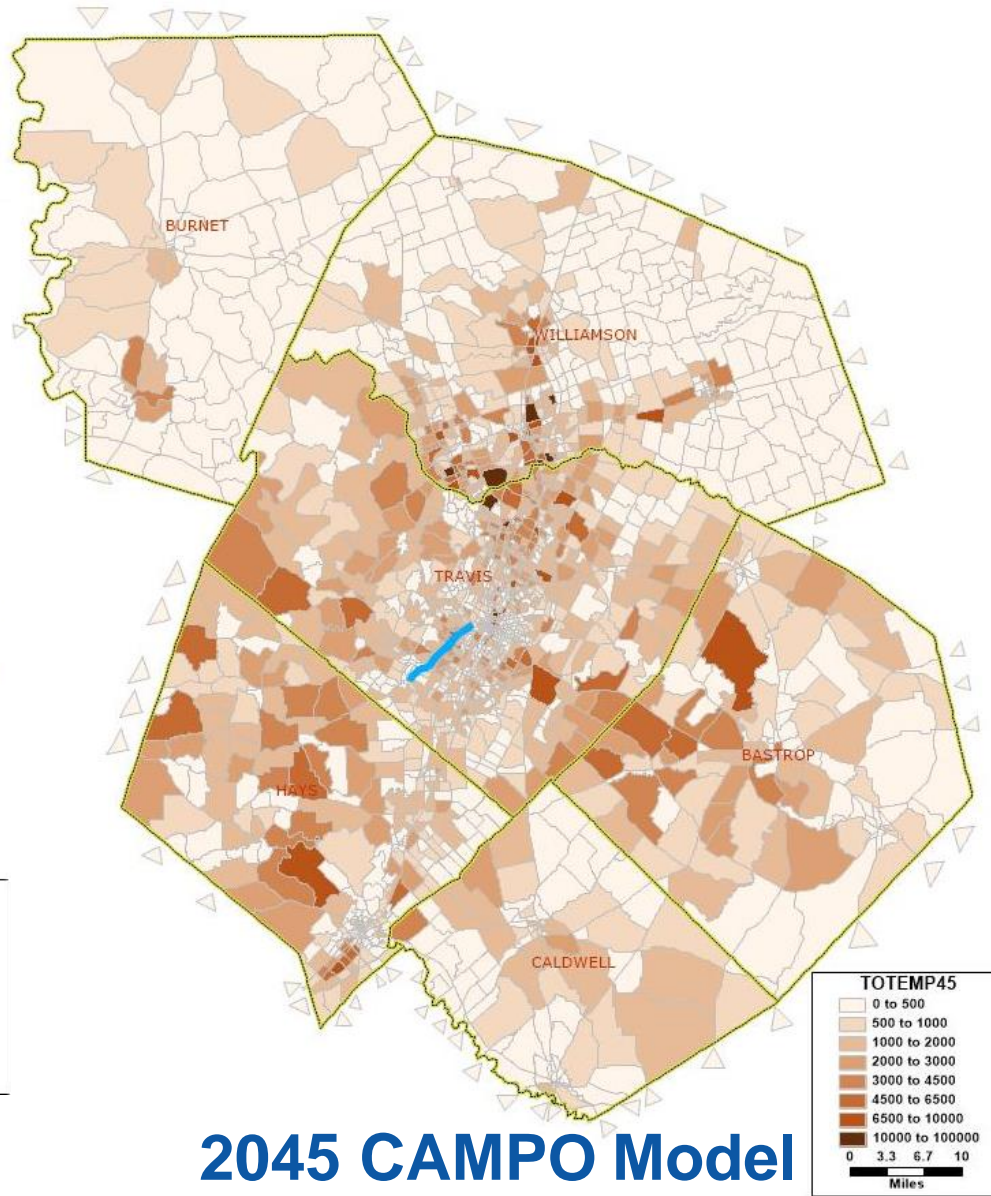 BURNET
WILLIAMSON
TRAVIS
BASTROP
HAYS
CALDWELL
TOTEMP45
0 to 500
500 to 1000
1000 to 2000
2000 to 3000
3000 to 4500
4500 to 6500
6500 to 10000
10000 to 100000
0 3.3 6.7 10
Miles
2045 CAMPO Model